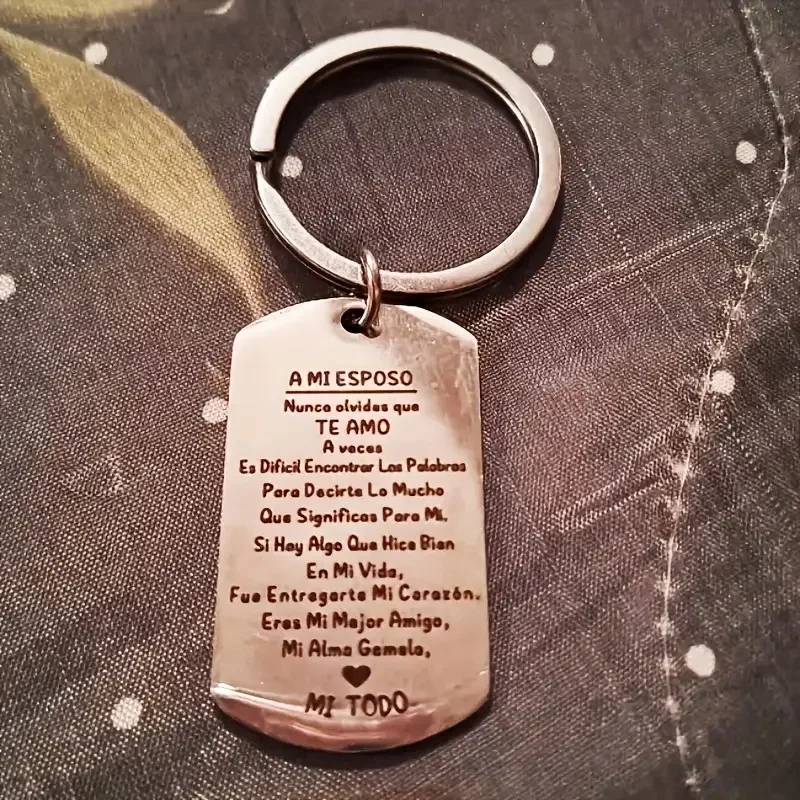 A MI ESPOSO
Nunca olvides que
TE AMO
A veces
Es Dificil Encontrar Las Palabras
Para Decirte Lo Mucho
Que Significas Para Mí.
Si Hay Algo Que Hice Bien
En Mi Vida,
Fue Entregarte Mi Corazón.
Eres Mi Mejor Amigo,
Mi Alma Gemela,
MI TODO